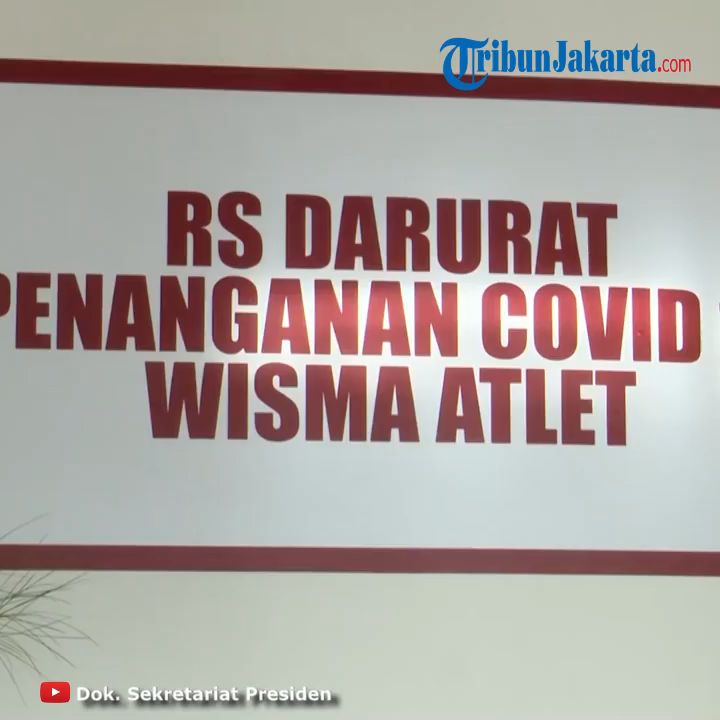 TribunJakarta.com
RS DARURAT
PENANGANAN COVID
WISMA ATLET
Dok. Sekretariat Presiden